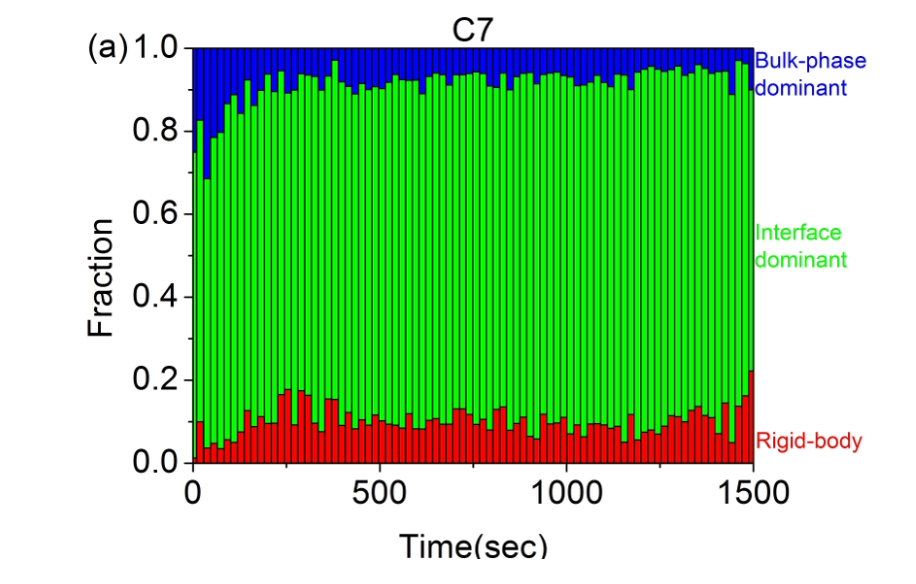 C7
(a)
1.0
Bulk-phase
dominant
0.8
0.6
Interface
dominant
0.4
0.2
Rigid-body
0.0
Fraction
0
500
1000
1500
Time(sec)